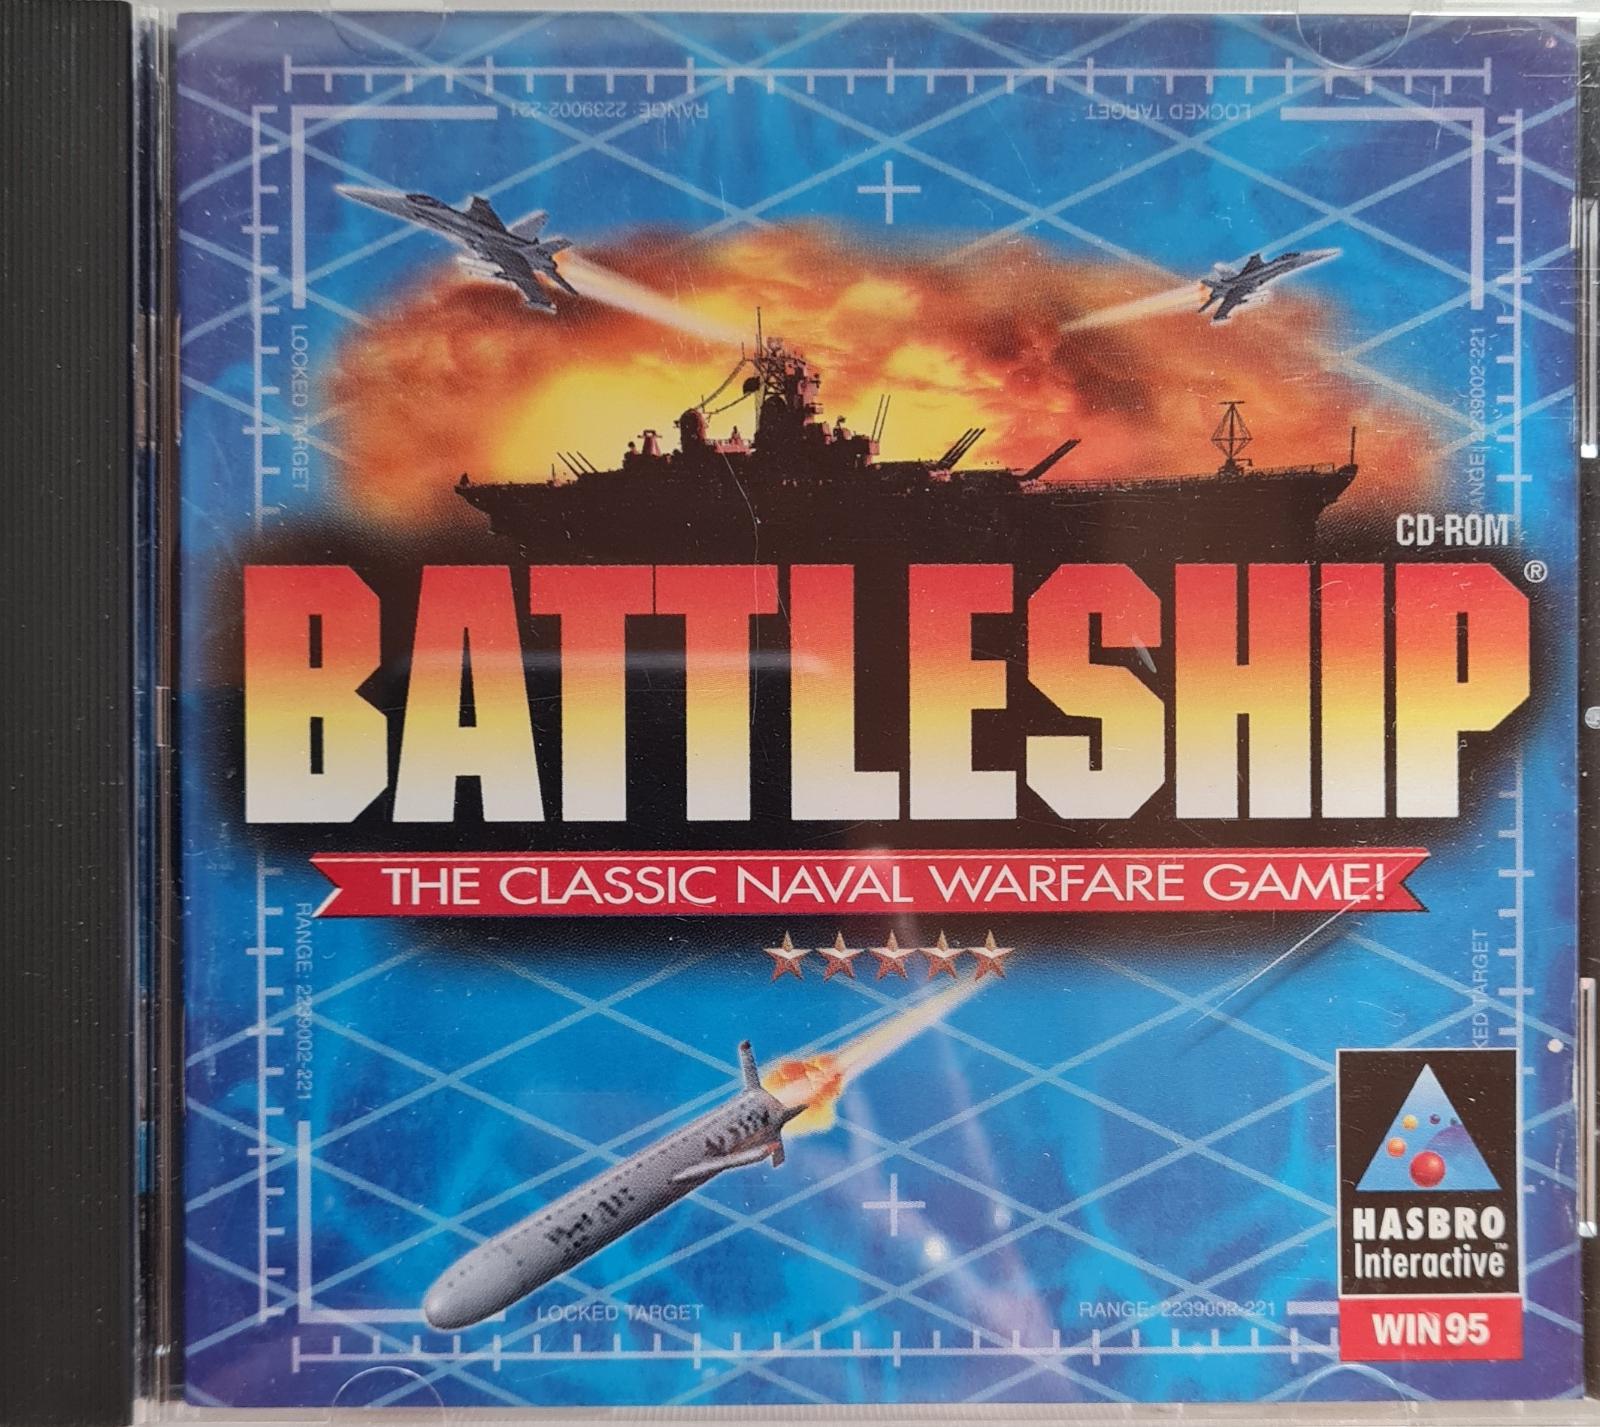 RANGE: 2239002-221
LOCKED TARGET
LOCKED TARGET
RANGE: 2239002-221
CD-ROM
BATTLESHIP®
THE CLASSIC NAVAL WARFARE GAME!
RANGE: 2239002-221
TARGET
HASBRO
Interactive™
LOCKED TARGET
RANGE: 2239002-221
WIN 95